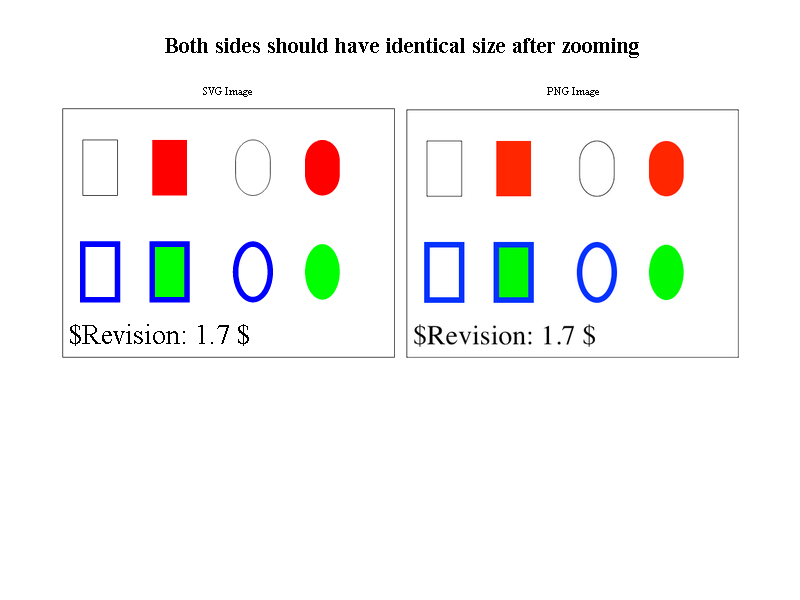 Both sides should have identical size after zooming
SVG Image
PNG Image
$Revision: 1.7 $
$Revision: 1.7 $